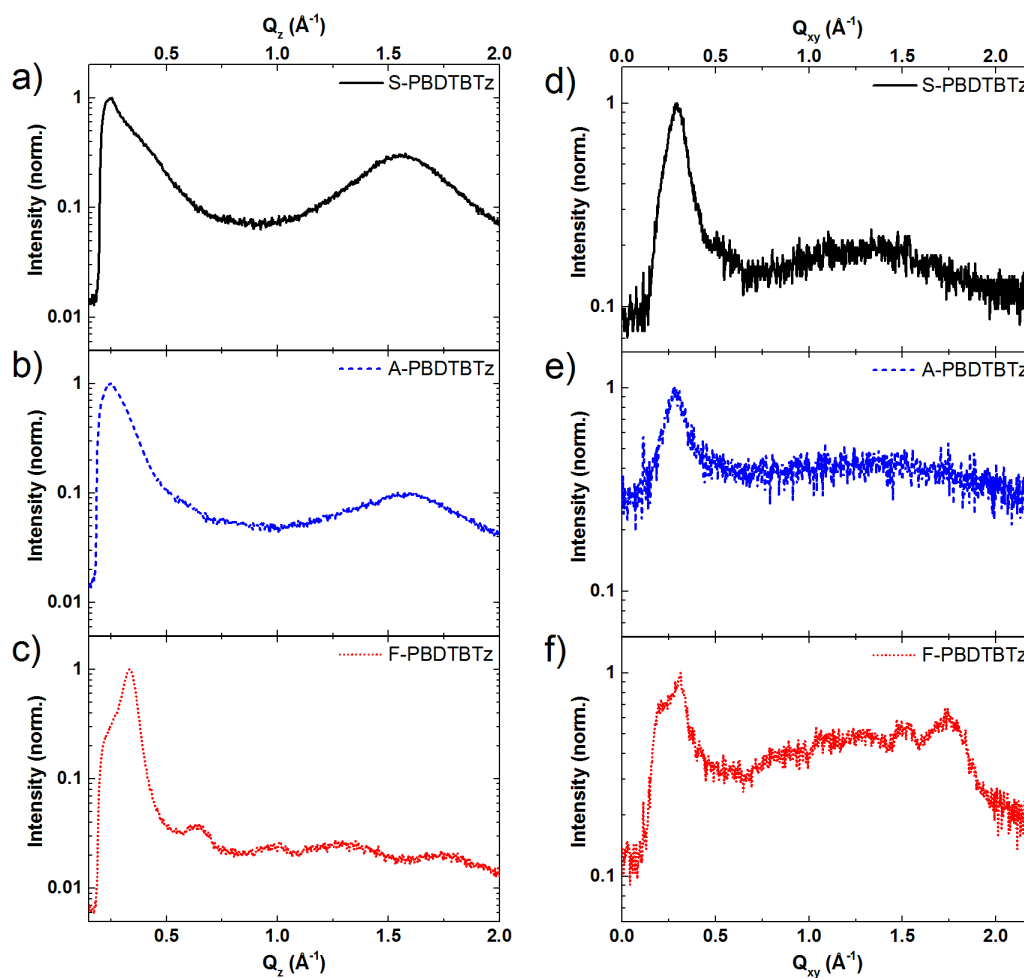 Q_z (Å⁻¹)
0.5 1.0 1.5 2.0
a)
S-PBDTBTz
Intensity (norm.)
1
0.1
0.01
b)
A-PBDTBTz
Intensity (norm.)
1
0.1
0.01
c)
F-PBDTBTz
Intensity (norm.)
1
0.1
0.01
0.5 1.0 1.5 2.0
Q_z (Å⁻¹)
Q_xy (Å⁻¹)
0.0 0.5 1.0 1.5 2.0
d)
S-PBDTBTz
Intensity (norm.)
1
0.1
e)
A-PBDTBTz
Intensity (norm.)
1
0.1
f)
F-PBDTBTz
Intensity (norm.)
1
0.1
0.0 0.5 1.0 1.5 2.0
Q_xy (Å⁻¹)